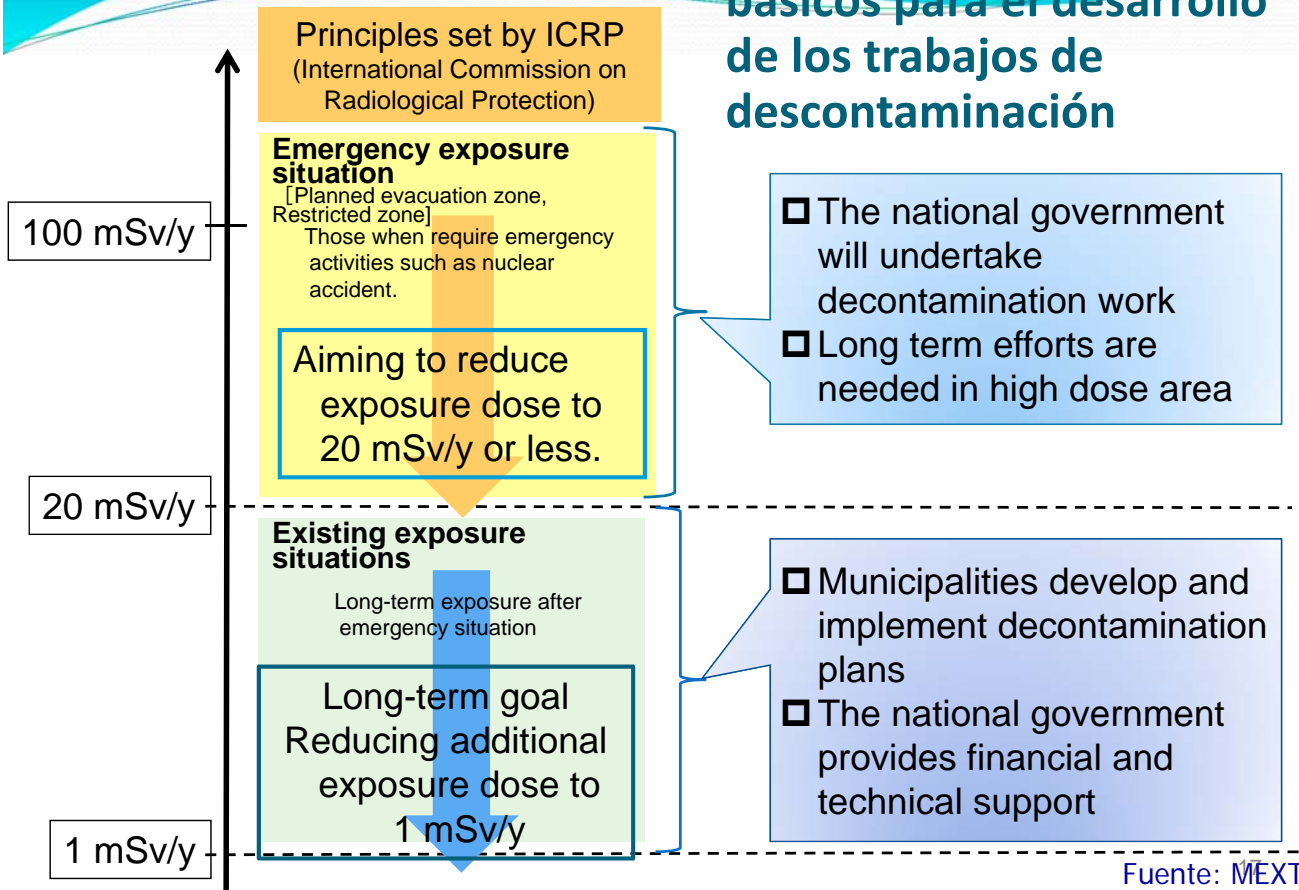 básicos para el desarrollo
de los trabajos de
descontaminación
Principles set by ICRP
(International Commission on
Radiological Protection)
Emergency exposure
situation
[Planned evacuation zone,
Restricted zone]
Those when require emergency
activities such as nuclear
accident.
Aiming to reduce
exposure dose to
20 mSv/y or less.
100 mSv/y
The national government
will undertake
decontamination work
Long term efforts are
needed in high dose area
20 mSv/y
Existing exposure
situations
Long-term exposure after
emergency situation
Long-term goal
Reducing additional
exposure dose to
1 mSv/y
Municipalities develop and
implement decontamination
plans
The national government
provides financial and
technical support
1 mSv/y
17
Fuente: MEXT